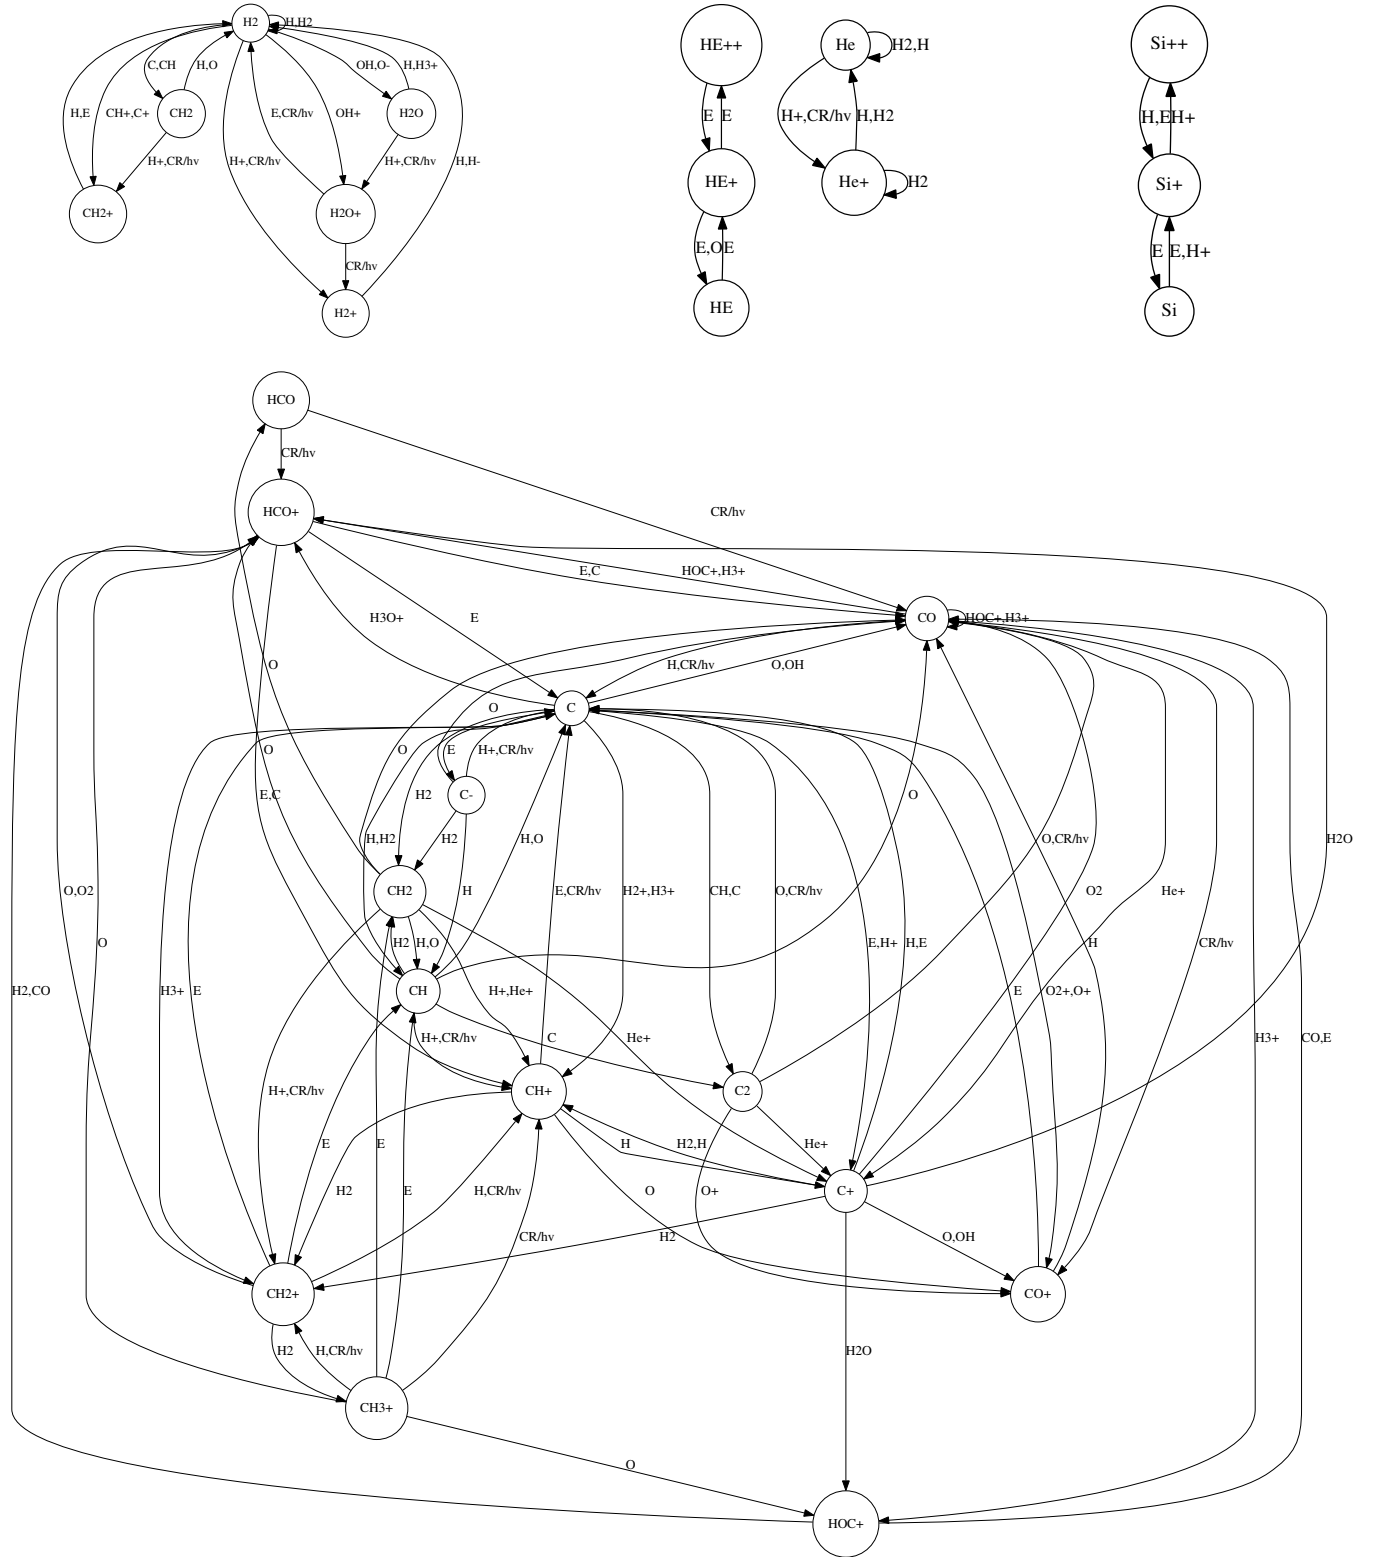 H2
H,H2
C,CH
H,O
OH,O-
H,H3+
H,E
CH+,C+
CH2
E,CR/hv
OH+
H2O
H+,CR/hv
H+,CR/hv
H+,CR/hv
H,H-
CH2+
H2O+
CR/hv
H2+
HE++
E
E
HE+
E,O
E
HE
He
H2,H
H+,CR/hv
H,H2
He+
H2
Si++
H,E
H+
Si+
E
E,H+
Si
HCO
CR/hv
HCO+
CR/hv
E,C
HOC+,H3+
H3O+
E
CO
HOC+,H3+
O
H,CR/hv
O,OH
O
C
O
O
E
H+,CR/hv
E,C
H2
C-
O
H,H2
H2
H,O
O,CR/hv
H2O
O,O2
CH2
H
E,CR/hv
H2+,H3+
CH,C
O,CR/hv
O2
He+
O
H2
H,O
E,H+
H,E
H
CR/hv
H2,CO
H3+
E
CH
H+,He+
E
O2+,O+
H+,CR/hv
C
He+
H3+
CO,E
H+,CR/hv
CH+
C2
E
E
H
H2,H
He+
H2
E
H,CR/hv
O
O+
C+
CR/hv
H2
O,OH
CH2+
CO+
H2
H,CR/hv
H2O
CH3+
O
HOC+